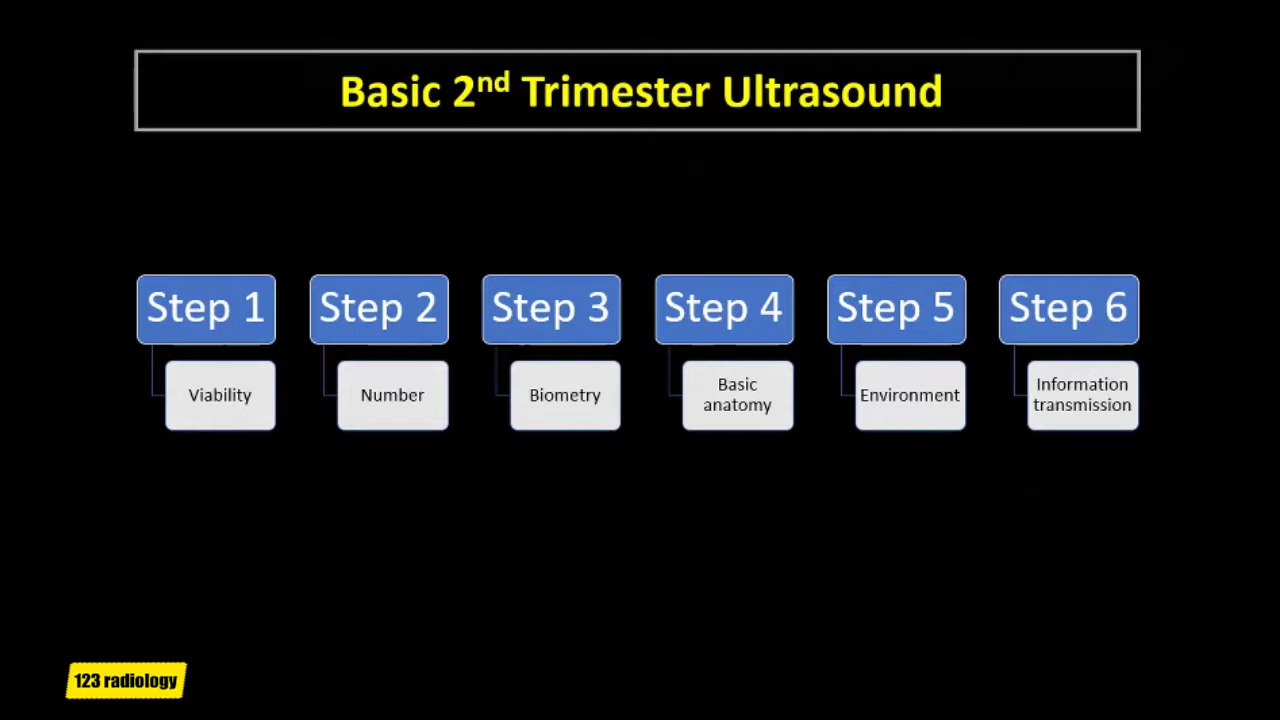 Basic 2nd Trimester Ultrasound
Step 1
Step 2
Step 3
Step 4
Step 5
Step 6
Viability
Number
Biometry
Basic
anatomy
Environment
Information
transmission
123 radiology